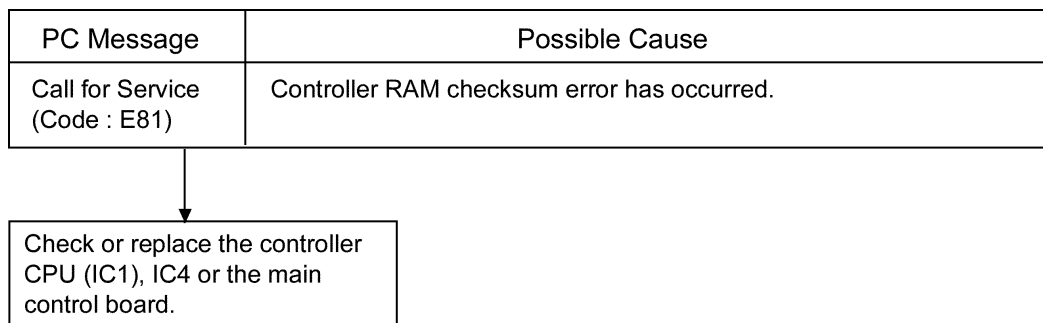 PC Message
Possible Cause
Call for Service
(Code : E81)
Controller RAM checksum error has occurred.
Check or replace the controller
CPU (IC1), IC4 or the main
control board.